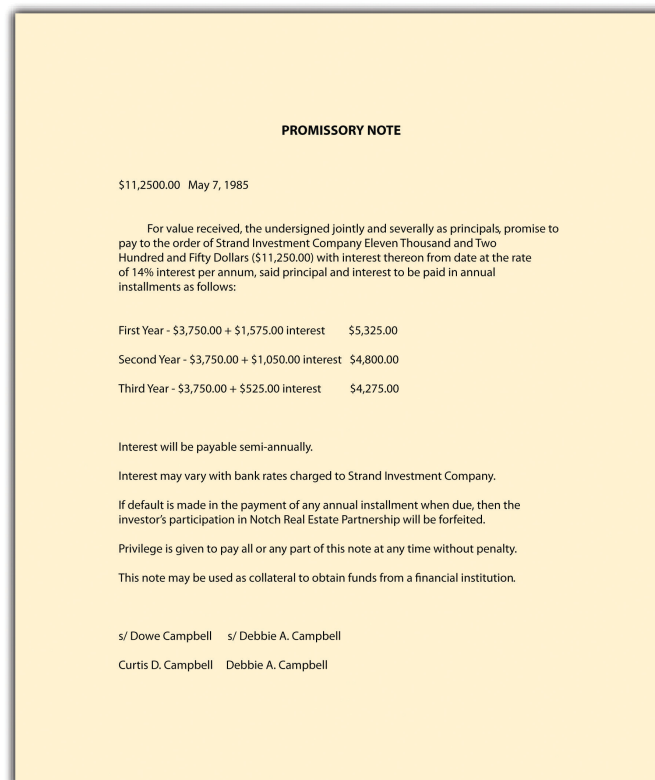 PROMISSORY NOTE
$11,2500.00 May 7, 1985
For value received, the undersigned jointly and severally as principals, promise to
pay to the order of Strand Investment Company Eleven Thousand and Two
Hundred and Fifty Dollars ($11,250.00) with interest thereon from date at the rate
of 14% interest per annum, said principal and interest to be paid in annual
installments as follows:
First Year - $3,750.00 + $1,575.00 interest $5,325.00
Second Year - $3,750.00 + $1,050.00 interest $4,800.00
Third Year - $3,750.00 + $525.00 interest $4,275.00
Interest will be payable semi-annually.
Interest may vary with bank rates charged to Strand Investment Company.
If default is made in the payment of any annual installment when due, then the
investor's participation in Notch Real Estate Partnership will be forfeited.
Privilege is given to pay all or any part of this note at any time without penalty.
This note may be used as collateral to obtain funds from a financial institution.
s/ Dowe Campbell s/ Debbie A. Campbell
Curtis D. Campbell Debbie A. Campbell